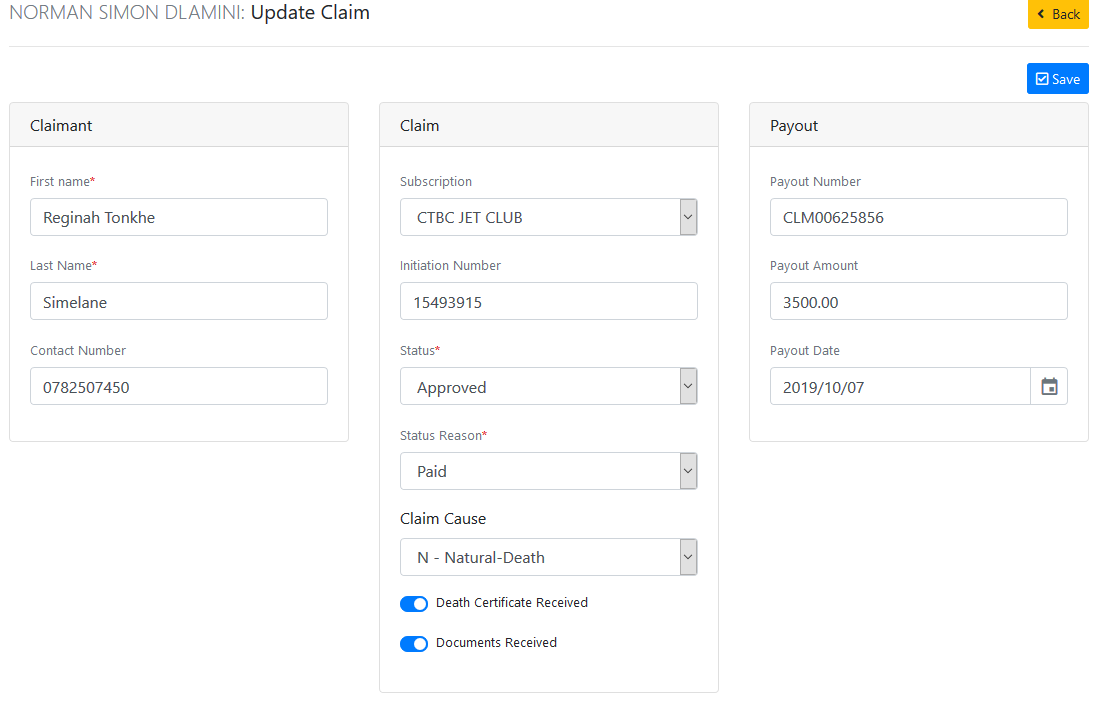 NORMAN SIMON DLAMINI: Update Claim
Back
Save
Claimant
First name*
Reginah Tonkhe
Last Name*
Simelane
Contact Number
0782507450
Claim
Subscription
CTBC JET CLUB
Initiation Number
15493915
Status*
Approved
Status Reason*
Paid
Claim Cause
N - Natural-Death
Death Certificate Received
Documents Received
Payout
Payout Number
CLM00625856
Payout Amount
3500.00
Payout Date
2019/10/07